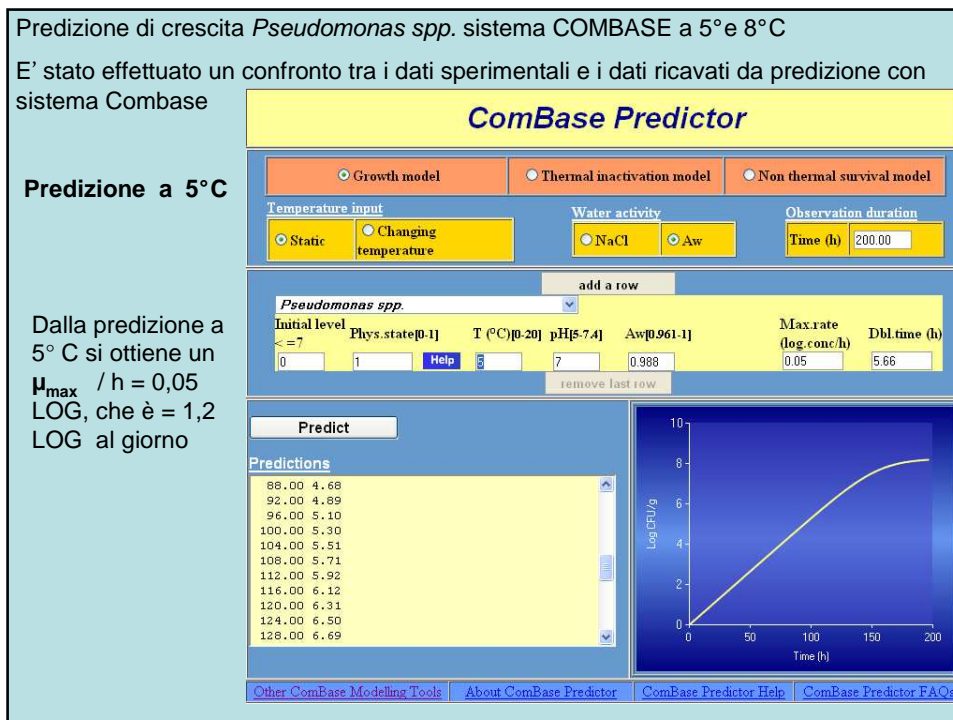 Predizione di crescita Pseudomonas spp. sistema COMBASE a 5°e 8°C
E' stato effettuato un confronto tra i dati sperimentali e i dati ricavati da predizione con
sistema Combase
Predizione a 5°C
Dalla predizione a
5° C si ottiene un
µmax / h = 0,05
LOG, che è = 1,2
LOG al giorno
ComBase Predictor
Growth model Thermal inactivation model Non thermal survival model
Temperature input Water activity Observation duration
Static Changing temperature NaCl Aw Time (h) 200.00
add a row
Pseudomonas spp.
Initial level <=7 Phys.state[0-1] T (°C)[0-20] pH[5-7.4] Aw[0.961-1] Max.rate (log.conc/h) Dbl.time (h)
0 1 Help 5 7 0.988 0.05 5.66
remove last row
Predict
Predictions
88.00 4.68
92.00 4.89
96.00 5.10
100.00 5.30
104.00 5.51
108.00 5.71
112.00 5.92
116.00 6.12
120.00 6.31
124.00 6.50
128.00 6.69
Log CFU/g
10
8
6
4
2
0
0 50 100 150 200
Time (h)
Other ComBase Modelling Tools About ComBase Predictor ComBase Predictor Help ComBase Predictor FAQs